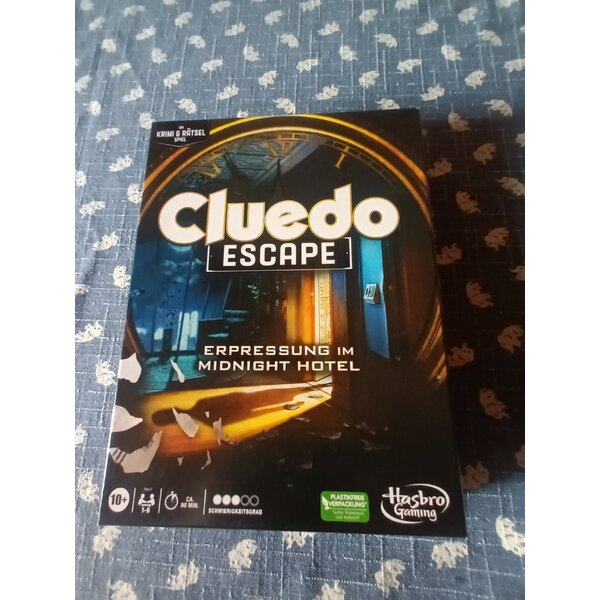 EIN
KRIMI & RÄTSEL
SPIEL
Cluedo
ESCAPE
ERPRESSUNG IM
MIDNIGHT HOTEL
10+
1-6
CA.
90 MIN.
SCHWIERIGKEITSGRAD
PLASTIKFREIE
VERPACKUNG*
Hasbro
Gaming